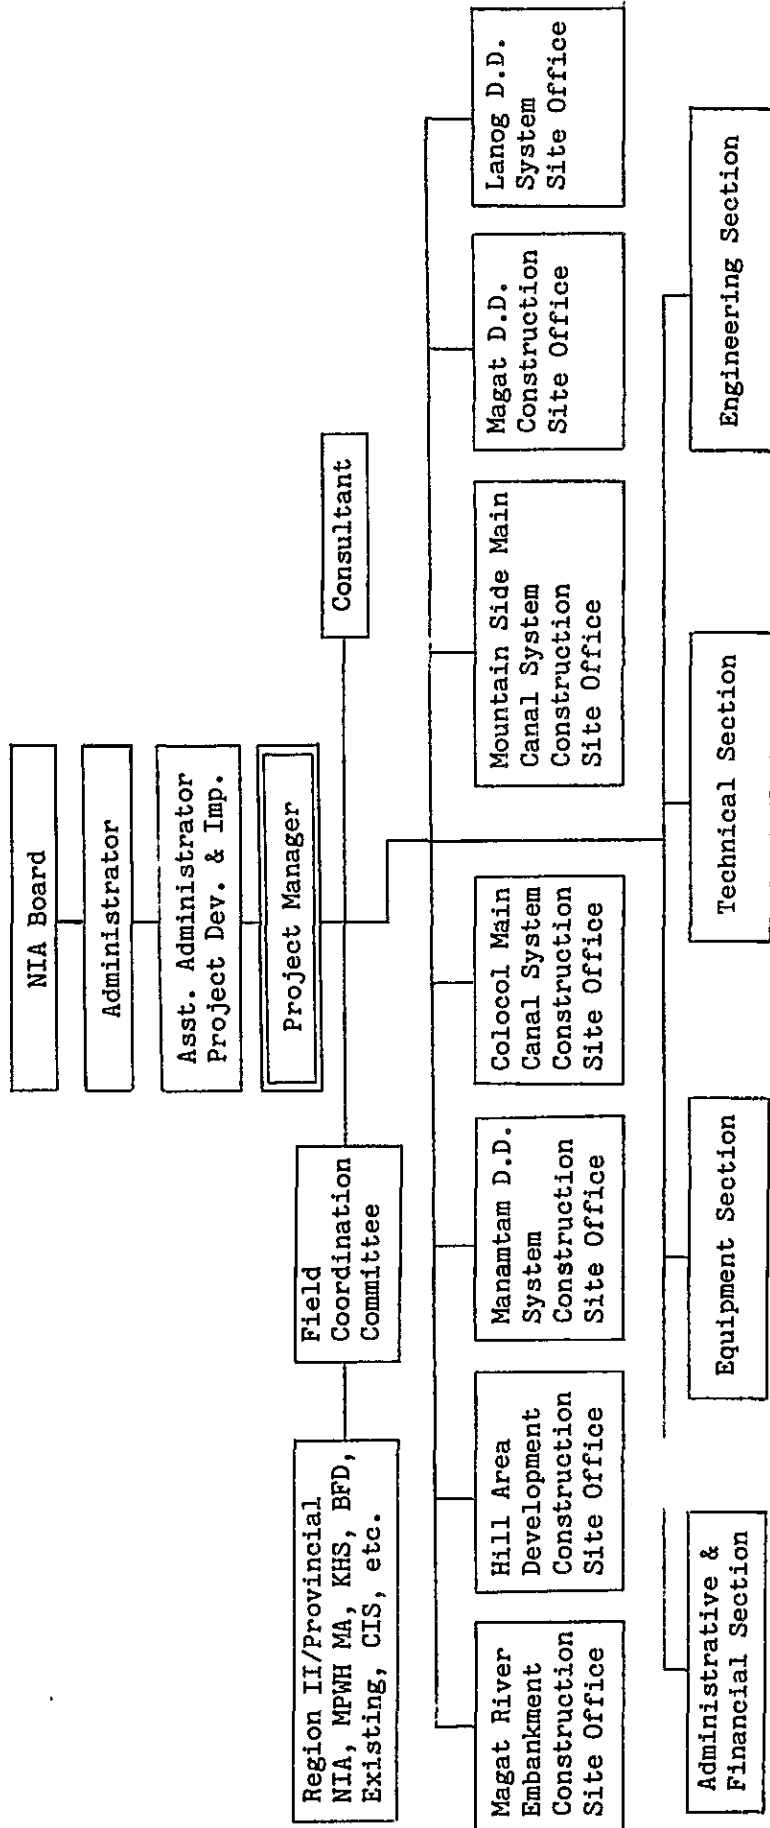 NIA Board
Administrator
Asst. Administrator
Project Dev. & Imp.
Project Manager
Region II/Provincial
NIA, MPWH MA, KHS, BFD,
Existing, CIS, etc.
Field
Coordination
Committee
Consultant
Magat River
Embankment
Construction
Site Office
Hill Area
Development
Construction
Site Office
Manamtam D.D.
System
Construction
Site Office
Colocol Main
Canal System
Construction
Site Office
Mountain Side Main
Canal System
Construction
Site Office
Magat D.D.
Construction
Site Office
Lanog D.D.
System
Site Office
Administrative &
Financial Section
Equipment Section
Technical Section
Engineering Section